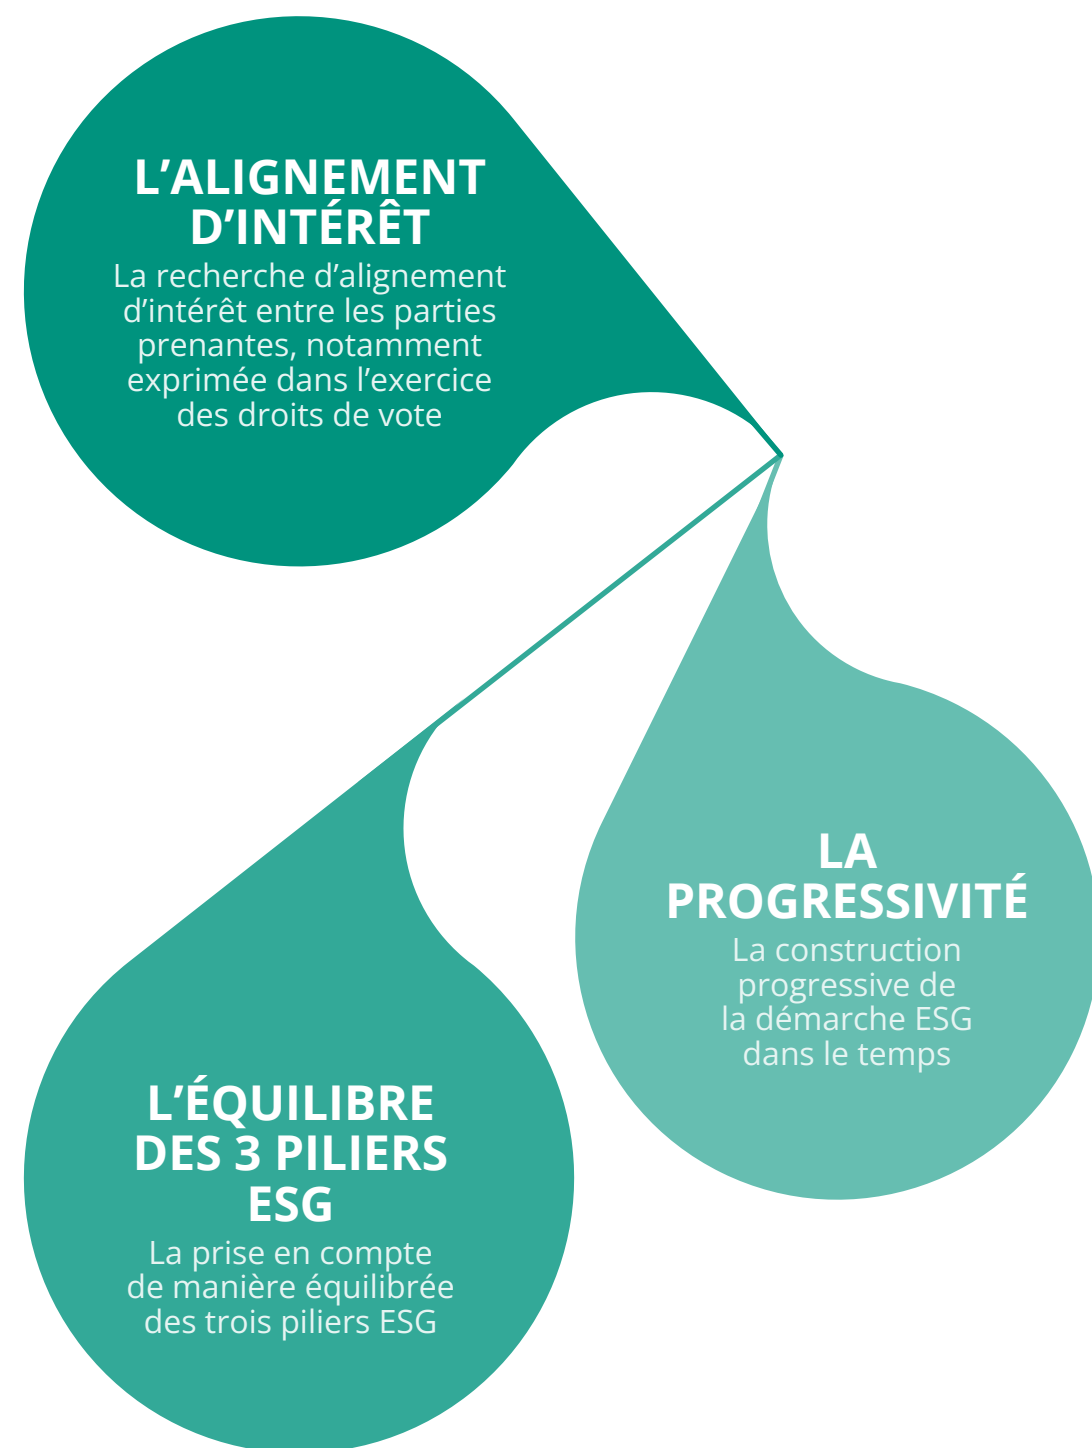 L’ALIGNEMENT
D’INTÉRÊT
La recherche d’alignement
d’intérêt entre les parties
prenantes, notamment
exprimée dans l’exercice
des droits de vote
LA
PROGRESSIVITÉ
La construction
progressive de
la démarche ESG
dans le temps
L’ÉQUILIBRE
DES 3 PILIERS
ESG
La prise en compte
de manière équilibrée
des trois piliers ESG